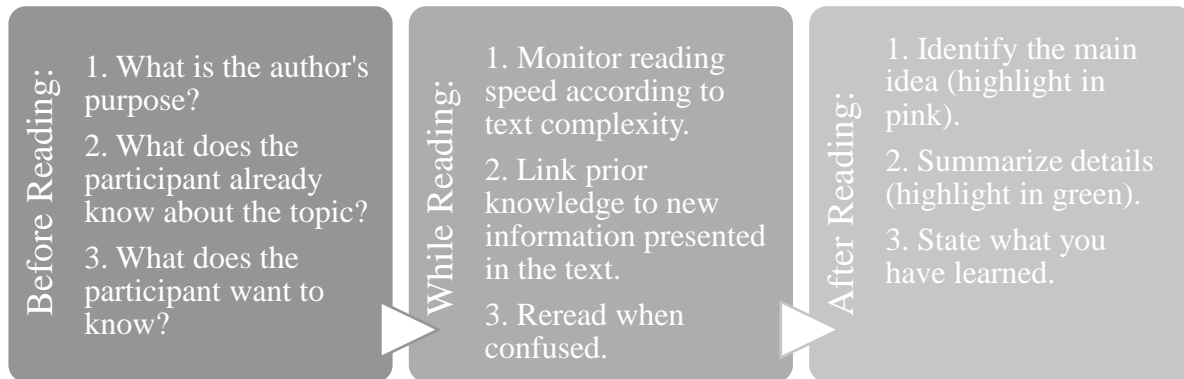 Before Reading:
1. What is the author's
purpose?
2. What does the
participant already
know about the topic?
3. What does the
participant want to
know?
While Reading:
1. Monitor reading
speed according to
text complexity.
2. Link prior
knowledge to new
information presented
in the text.
3. Reread when
confused.
After Reading:
1. Identify the main
idea (highlight in
pink).
2. Summarize details
(highlight in green).
3. State what you
have learned.